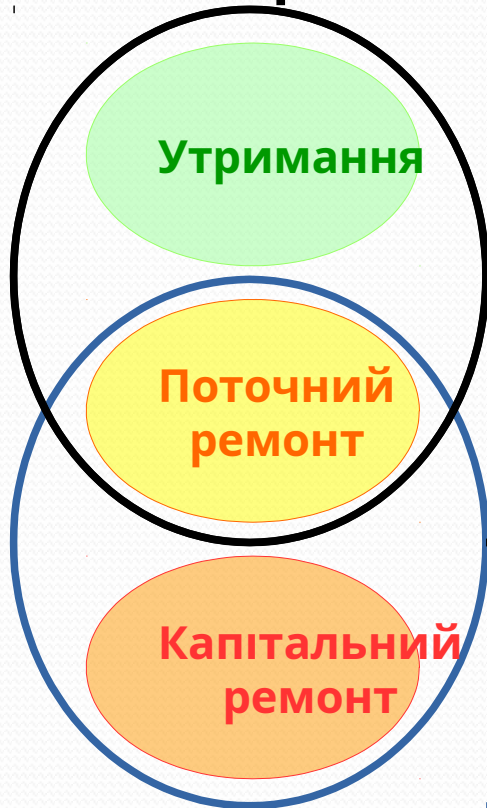 Утримання
Поточний
ремонт
Капітальний
ремонт